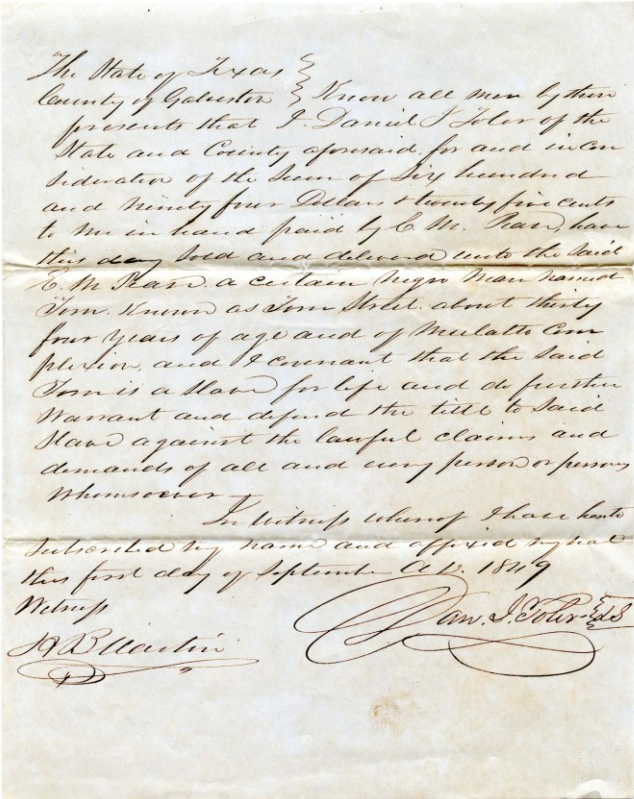 The State of Texas
County of Galveston } Know all men by these
presents that I. Daniel J Toler of the
State and County aforesaid, for and in con
sideration of the Sum of Six hundred
and ninety four Dollars & twenty five cents
to me in hand paid by C. M. Pean, have
this day sold and delivered unto the said
C. M Pean a certain negro man named
Tom. Known as Tom Street. about thirty
four years of age and of Mulatto Com
plexion, and I covenant that the said
Tom is a slave for life and do further
Warrant and defend the title to said
Slave against the lawful claims and
demands of all and every person or persons
whomsoever
In witness whereof I have hereto
subscribed my name and affixed my seal
this first day of September A.D. 1849
Witness
Dan. J. Toler LS
A B Martin